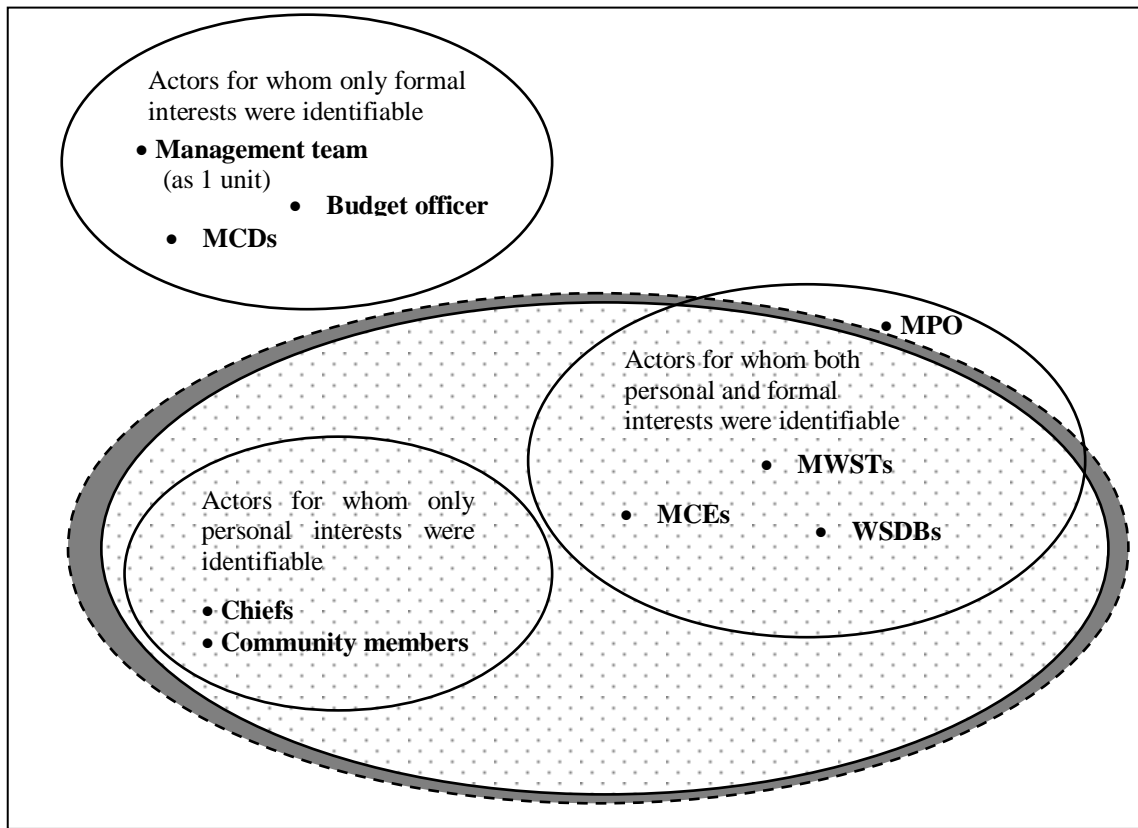 Actors for whom only formal
interests were identifiable
• Management team
(as 1 unit)
• Budget officer
• MCDs
• MPO
Actors for whom both
personal and formal
interests were identifiable
• MWSTs
• MCEs
• WSDBs
Actors for whom only
personal interests were
identifiable
• Chiefs
• Community members